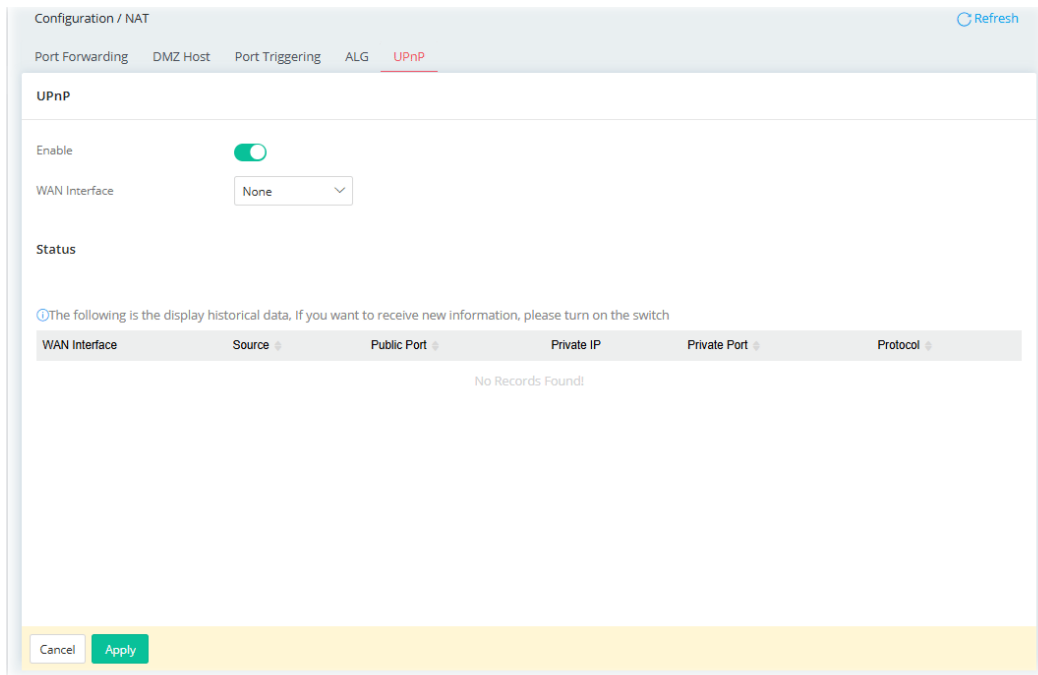 Configuration / NAT Refresh
Port Forwarding DMZ Host Port Triggering ALG UPnP
UPnP
Enable
WAN Interface None
Status
The following is the display historical data, If you want to receive new information, please turn on the switch
WAN Interface Source Public Port Private IP Private Port Protocol
No Records Found!
Cancel Apply